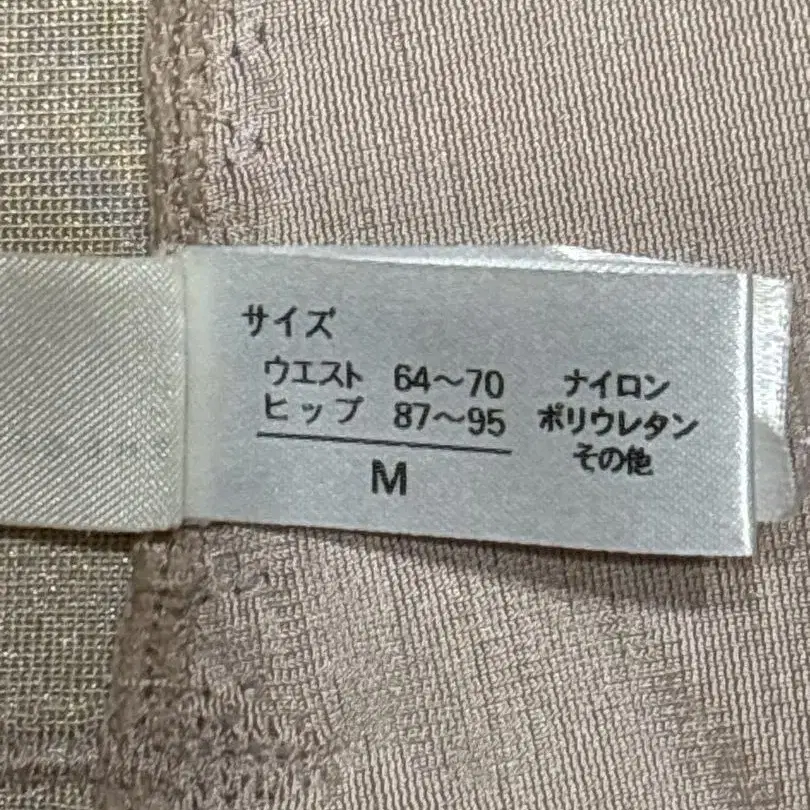 サイズ
ウエスト 64〜70
ヒップ 87〜95
M
ナイロン
ポリウレタン
その他